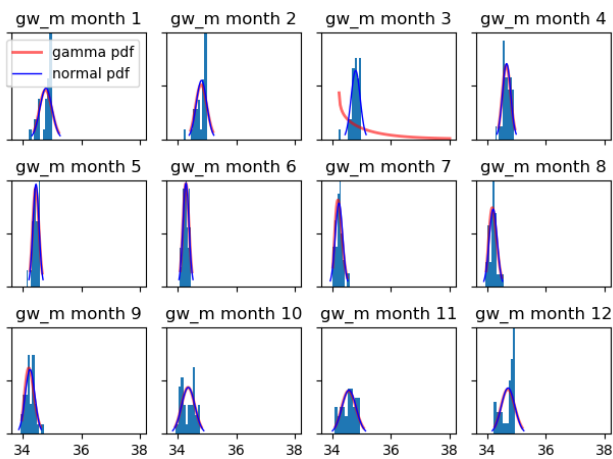 gw_m month 1
gw_m month 2
gw_m month 3
gw_m month 4
gamma pdf
normal pdf
gw_m month 5
gw_m month 6
gw_m month 7
gw_m month 8
gw_m month 9
gw_m month 10
gw_m month 11
gw_m month 12
34 36 38
34 36 38
34 36 38
34 36 38